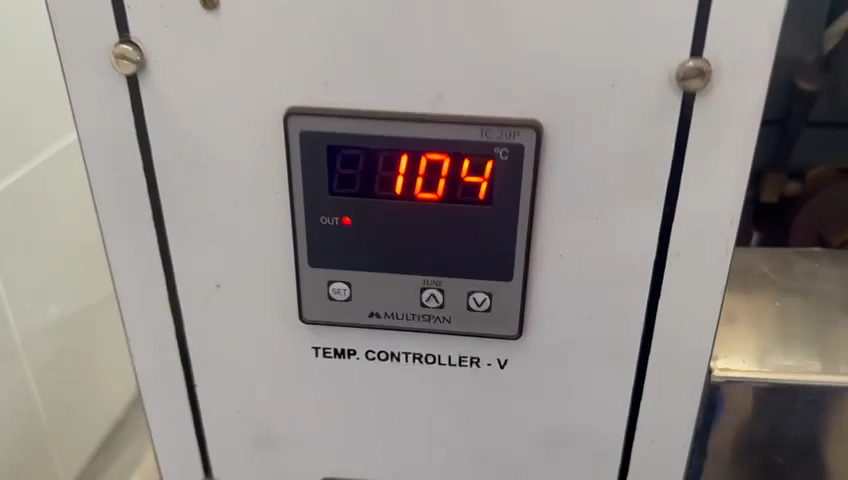 TC 20P
104 °C
OUT
SET
TUNE
MULTISPAN
TEMP. CONTROLLER - V